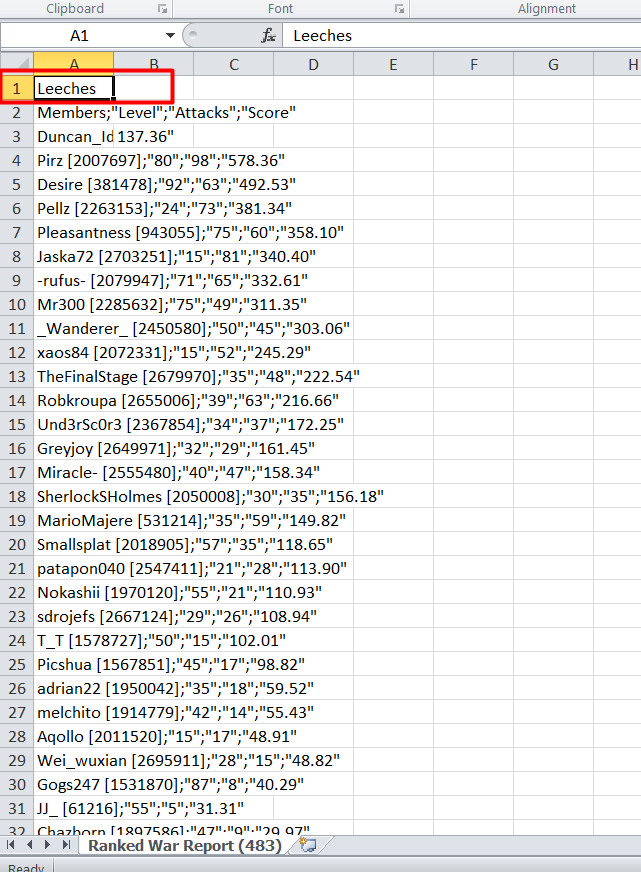 Clipboard Font Alignment
A1 fx Leeches
A B C D E F G H
1 Leeches
2 Members;"Level";"Attacks";"Score"
3 Duncan_Id 137.36"
4 Pirz [2007697];"80";"98";"578.36"
5 Desire [381478];"92";"63";"492.53"
6 Pellz [2263153];"24";"73";"381.34"
7 Pleasantness [943055];"75";"60";"358.10"
8 Jaska72 [2703251];"15";"81";"340.40"
9 -rufus- [2079947];"71";"65";"332.61"
10 Mr300 [2285632];"75";"49";"311.35"
11 _Wanderer_ [2450580];"50";"45";"303.06"
12 xaos84 [2072331];"15";"52";"245.29"
13 TheFinalStage [2679970];"35";"48";"222.54"
14 Robkroupa [2655006];"39";"63";"216.66"
15 Und3rSc0r3 [2367854];"34";"37";"172.25"
16 Greyjoy [2649971];"32";"29";"161.45"
17 Miracle- [2555480];"40";"47";"158.34"
18 SherlockSHolmes [2050008];"30";"35";"156.18"
19 MarioMajere [531214];"35";"59";"149.82"
20 Smallsplat [2018905];"57";"35";"118.65"
21 patapon040 [2547411];"21";"28";"113.90"
22 Nokashii [1970120];"55";"21";"110.93"
23 sdrojefs [2667124];"29";"26";"108.94"
24 T_T [1578727];"50";"15";"102.01"
25 Picshua [1567851];"45";"17";"98.82"
26 adrian22 [1950042];"35";"18";"59.52"
27 melchito [1914779];"42";"14";"55.43"
28 Aqollo [2011520];"15";"17";"48.91"
29 Wei_wuxian [2695911];"28";"15";"48.82"
30 Gogs247 [1531870];"87";"8";"40.29"
31 JJ_ [61216];"55";"5";"31.31"
32 Chazborn [1897586];"47";"9";"29.97"
Ranked War Report (483)
Ready